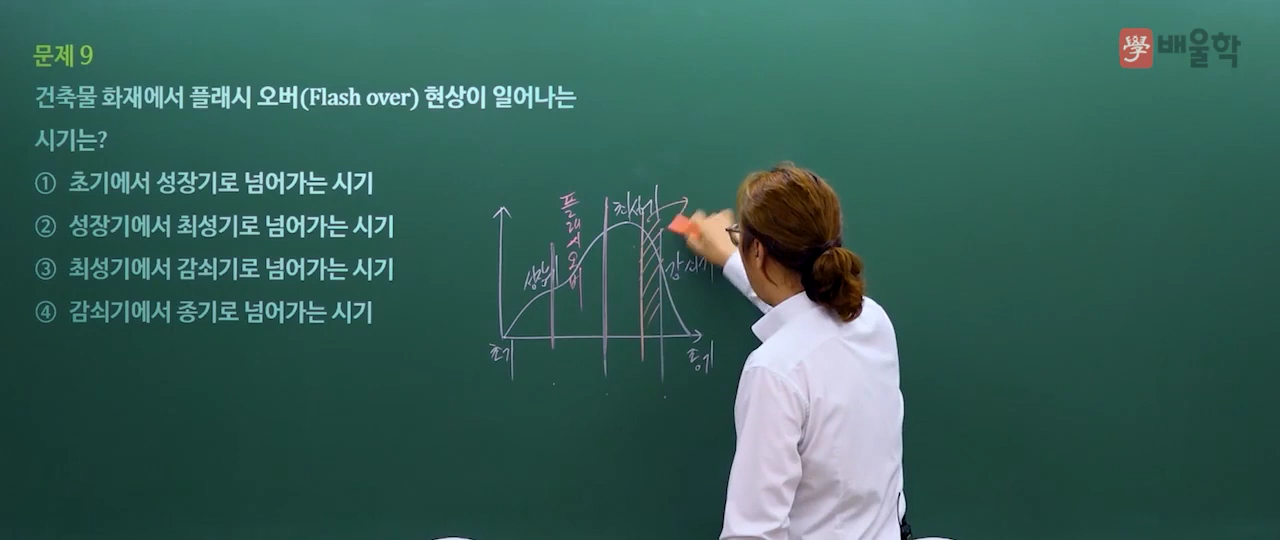 學 배울학
문제 9
건축물 화재에서 플래시 오버(Flash over) 현상이 일어나는
시기는?
① 초기에서 성장기로 넘어가는 시기
② 성장기에서 최성기로 넘어가는 시기
③ 최성기에서 감쇠기로 넘어가는 시기
④ 감쇠기에서 종기로 넘어가는 시기
플래시오버
최성기
감쇠기
초기
종기